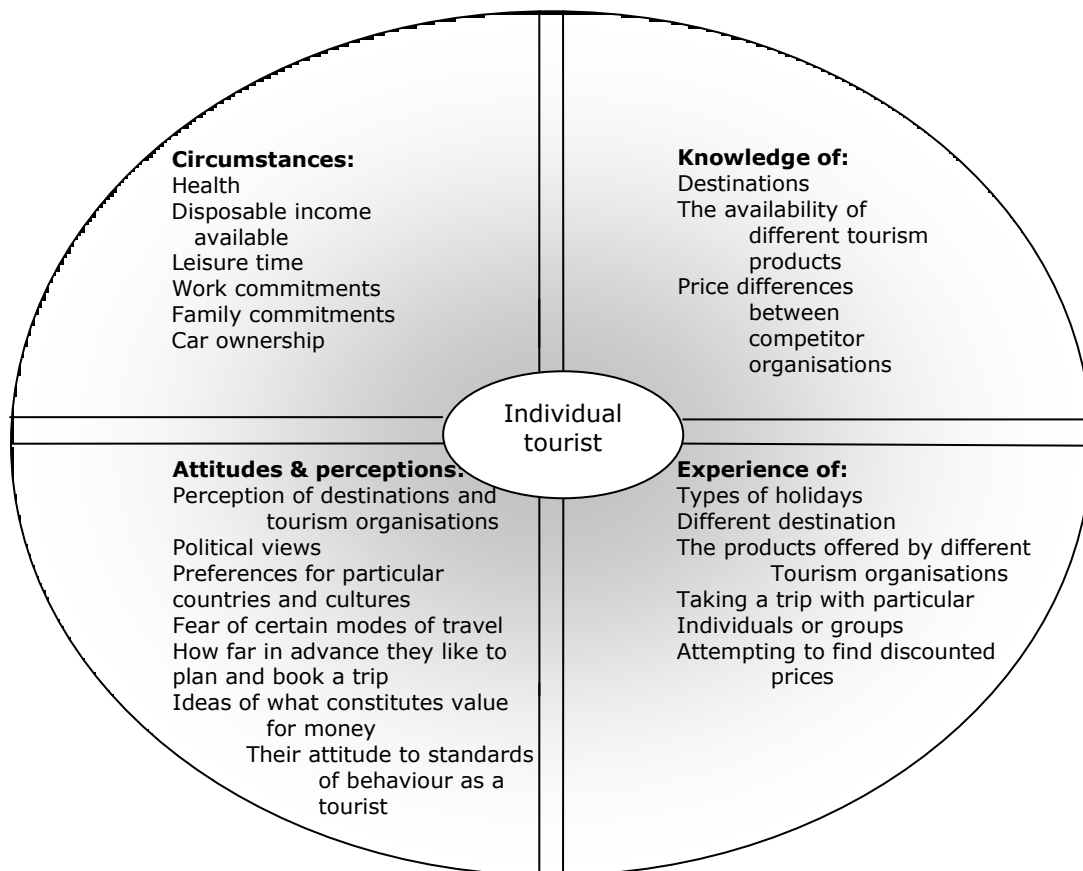 Circumstances:
Health
Disposable income
available
Leisure time
Work commitments
Family commitments
Car ownership
Knowledge of:
Destinations
The availability of
different tourism
products
Price differences
between
competitor
organisations
Individual
tourist
Attitudes & perceptions:
Perception of destinations and
tourism organisations
Political views
Preferences for particular
countries and cultures
Fear of certain modes of travel
How far in advance they like to
plan and book a trip
Ideas of what constitutes value
for money
Their attitude to standards
of behaviour as a
tourist
Experience of:
Types of holidays
Different destination
The products offered by different
Tourism organisations
Taking a trip with particular
Individuals or groups
Attempting to find discounted
prices